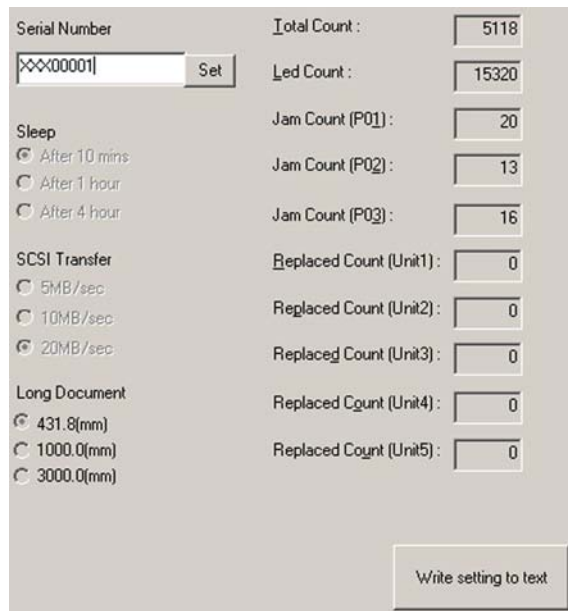 Serial Number
XXX00001
Set
Sleep
After 10 mins
After 1 hour
After 4 hour
SCSI Transfer
5MB/sec
10MB/sec
20MB/sec
Long Document
431.8(mm)
1000.0(mm)
3000.0(mm)
Total Count : 5118
Led Count : 15320
Jam Count (P01) : 20
Jam Count (P02) : 13
Jam Count (P03) : 16
Replaced Count (Unit1) : 0
Replaced Count (Unit2) : 0
Replaced Count (Unit3) : 0
Replaced Count (Unit4) : 0
Replaced Count (Unit5) : 0
Write setting to text